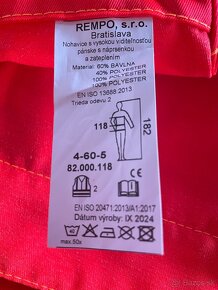 REMPO, s.r.o.
Bratislava
Nohavice s vysokou viditeľnosťou
pánske s náprsenkou
a zateplením
Materiál: 60% BAVLNA
40% POLYESTER
100% POLYESTER
100% POLYESTER
EN ISO 13688:2013
Trieda odevu 2
118
182
4-60-5
82.000.118
2
EN ISO 20471:2013/A1:2017
Dátum výroby: IX 2024
max.50x